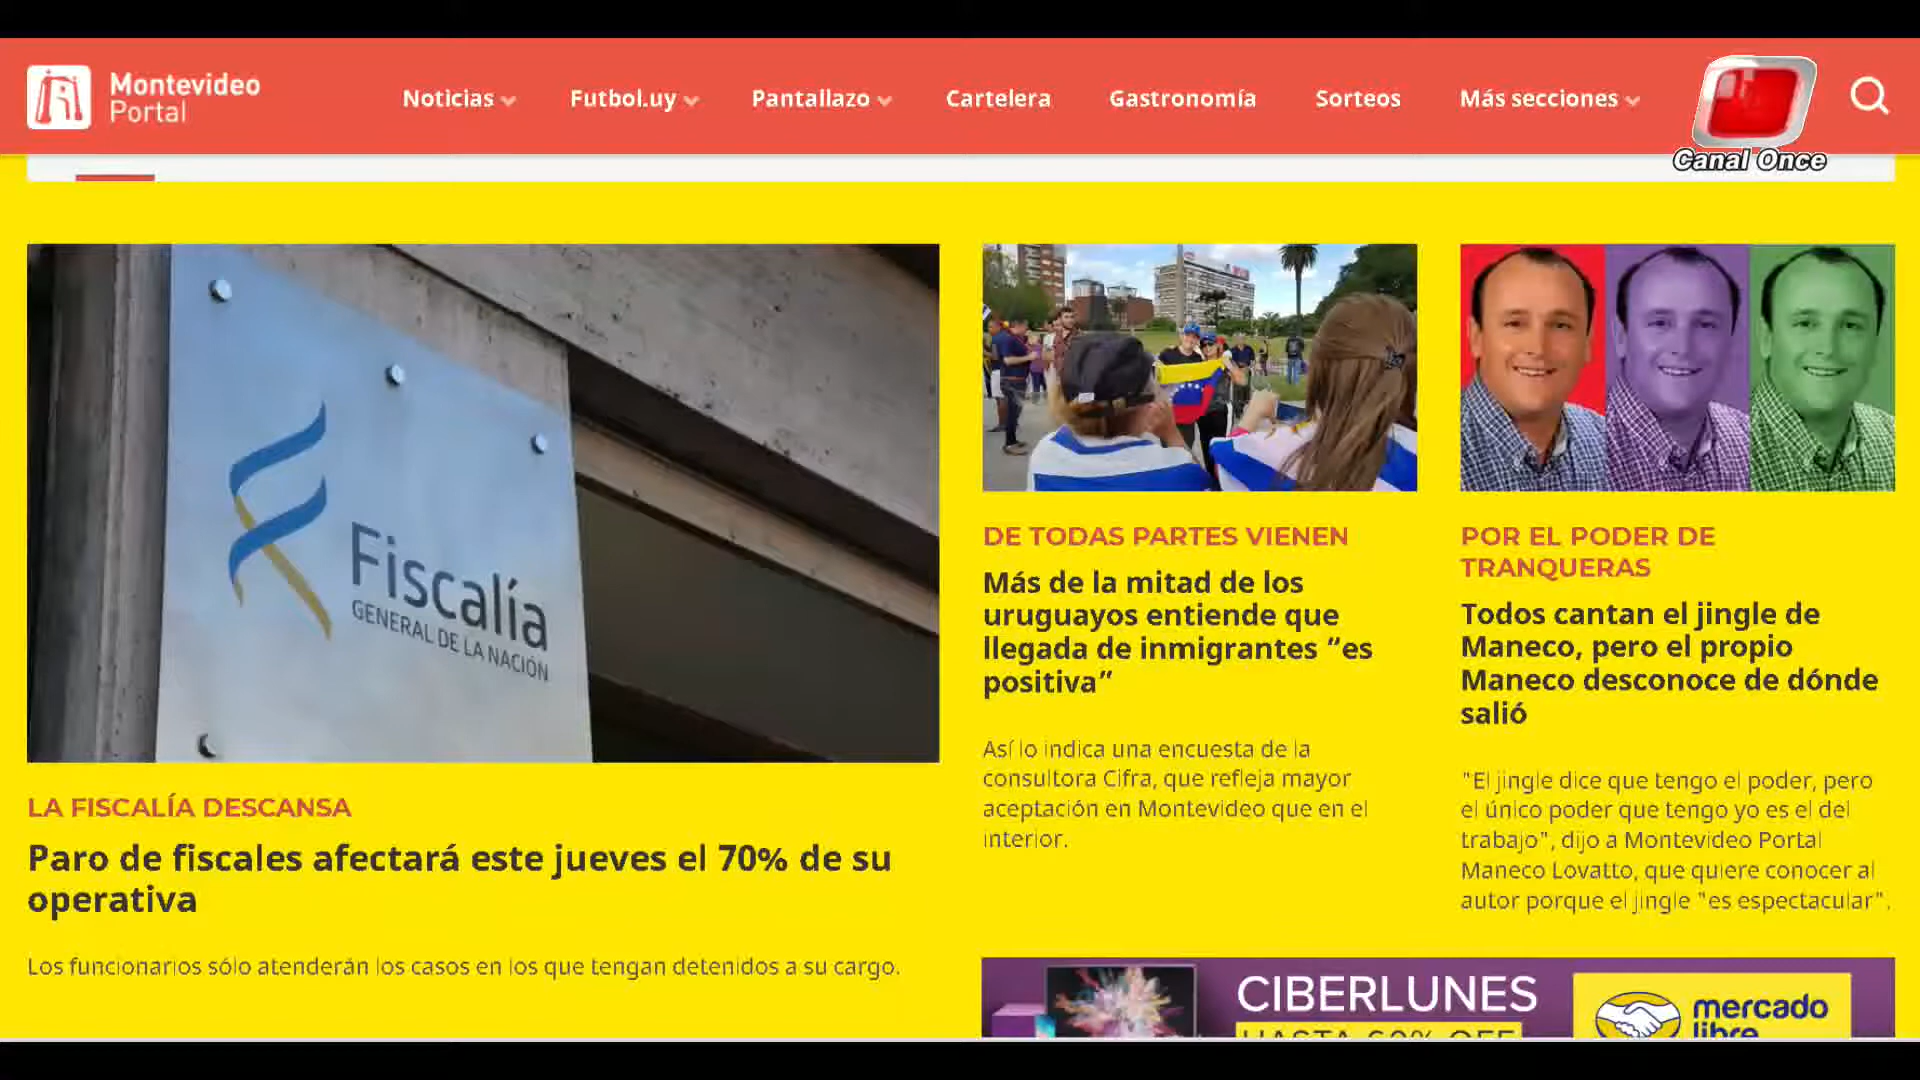 Montevideo
Portal
Noticias
Futbol.uy
Pantallazo
Cartelera
Gastronomía
Sorteos
Más secciones
Canal Once
Fiscalía
GENERAL DE LA NACIÓN
LA FISCALÍA DESCANSA
Paro de fiscales afectará este jueves el 70% de su
operativa
Los funcionarios sólo atenderán los casos en los que tengan detenidos a su cargo.
DE TODAS PARTES VIENEN
Más de la mitad de los
uruguayos entiende que
llegada de inmigrantes “es
positiva”
Así lo indica una encuesta de la
consultora Cifra, que refleja mayor
aceptación en Montevideo que en el
interior.
POR EL PODER DE
TRANQUERAS
Todos cantan el jingle de
Maneco, pero el propio
Maneco desconoce de dónde
salió
"El jingle dice que tengo el poder, pero
el único poder que tengo yo es el del
trabajo", dijo a Montevideo Portal
Maneco Lovatto, que quiere conocer al
autor porque el jingle "es espectacular".
CIBERLUNES
HASTA 60% OFF
mercado
libre